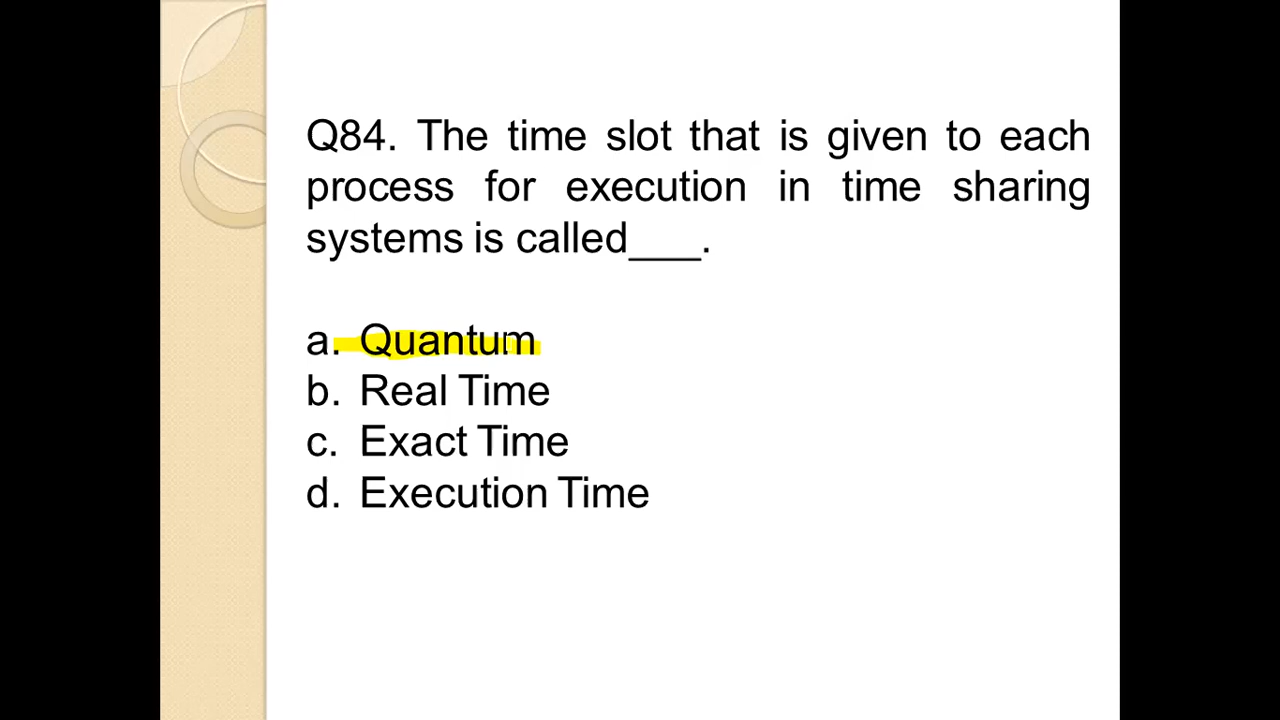 Q84. The time slot that is given to each
process for execution in time sharing
systems is called___.
a. Quantum
b. Real Time
c. Exact Time
d. Execution Time